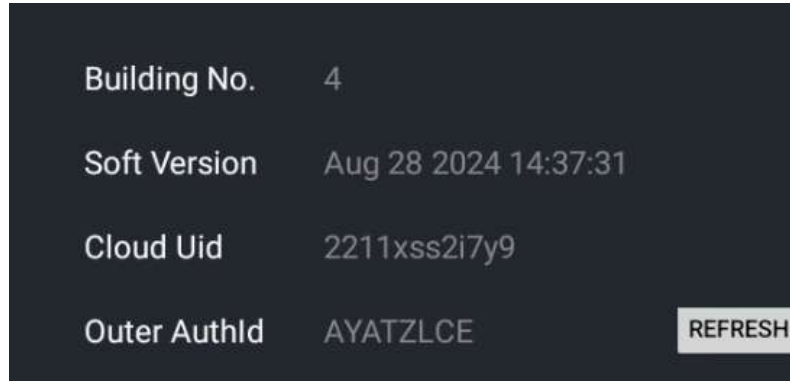 Building No. 4
Soft Version Aug 28 2024 14:37:31
Cloud Uid 2211xss2i7y9
Outer AuthId AYATZLCE REFRESH